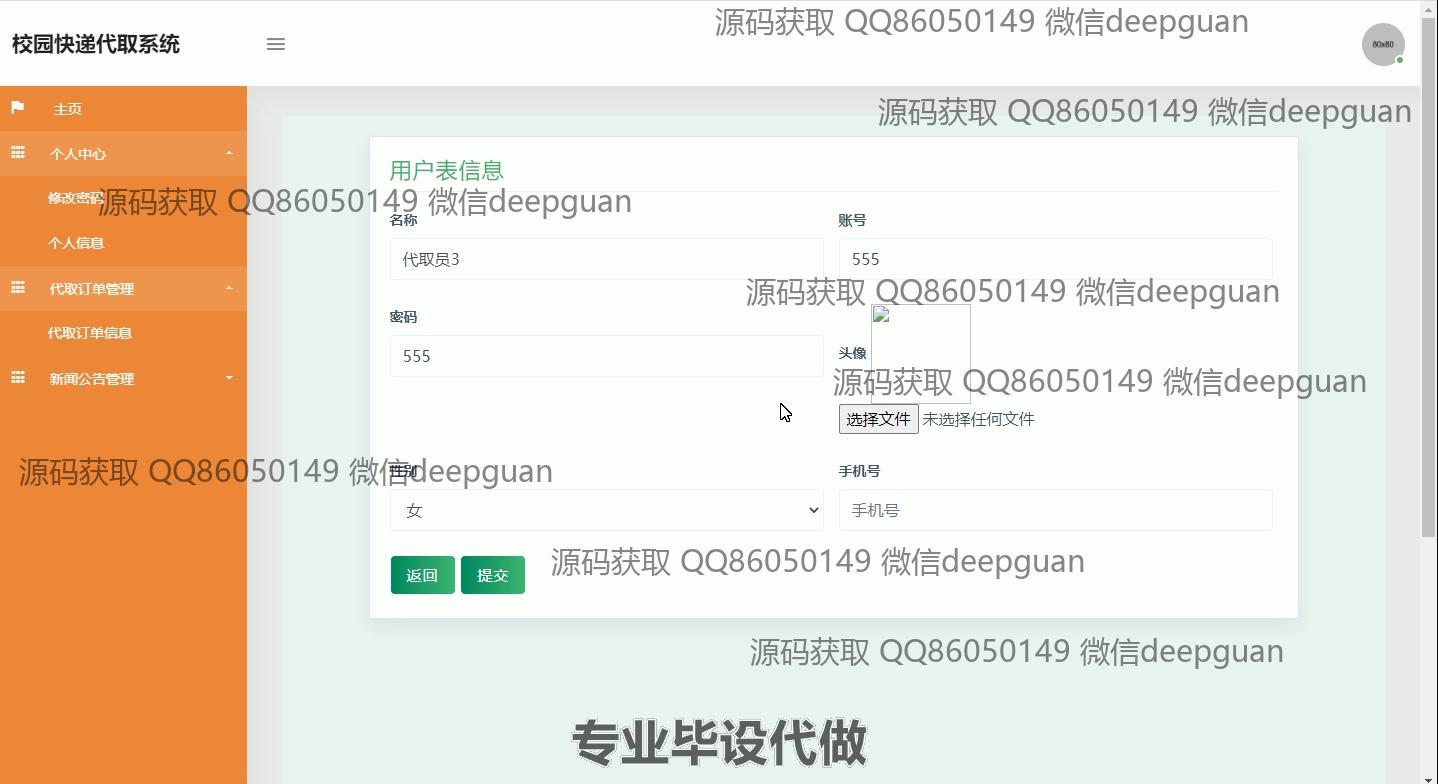 源码获取 QQ86050149 微信deepguan
校园快递代取系统
60x60
源码获取 QQ86050149 微信deepguan
主页
个人中心
用户表信息
修改密码
源码获取 QQ86050149 微信deepguan
名称
账号
个人信息
代取员3
555
代取订单管理
源码获取 QQ86050149 微信deepguan
密码
代取订单信息
555
头像
新闻公告管理
源码获取 QQ86050149 微信deepguan
选择文件 未选择任何文件
源码获取 QQ86050149 微信deepguan
性别
手机号
女
手机号
源码获取 QQ86050149 微信deepguan
返回
提交
源码获取 QQ86050149 微信deepguan
专业毕设代做